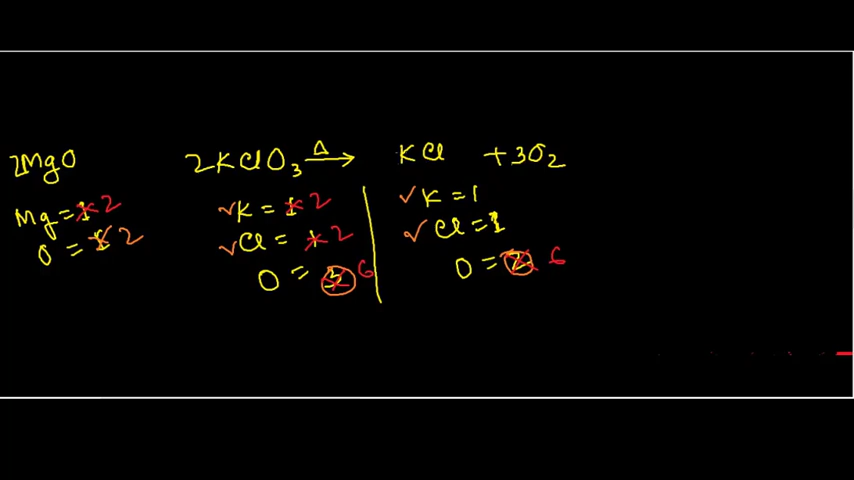 2MgO 2KClO3 Δ→ KCl + 3O2
Mg = 1 2 K = 1 2 K = 1
O = 1 2 Cl = 1 2 Cl = 1
O = 3 6 O = 2 6